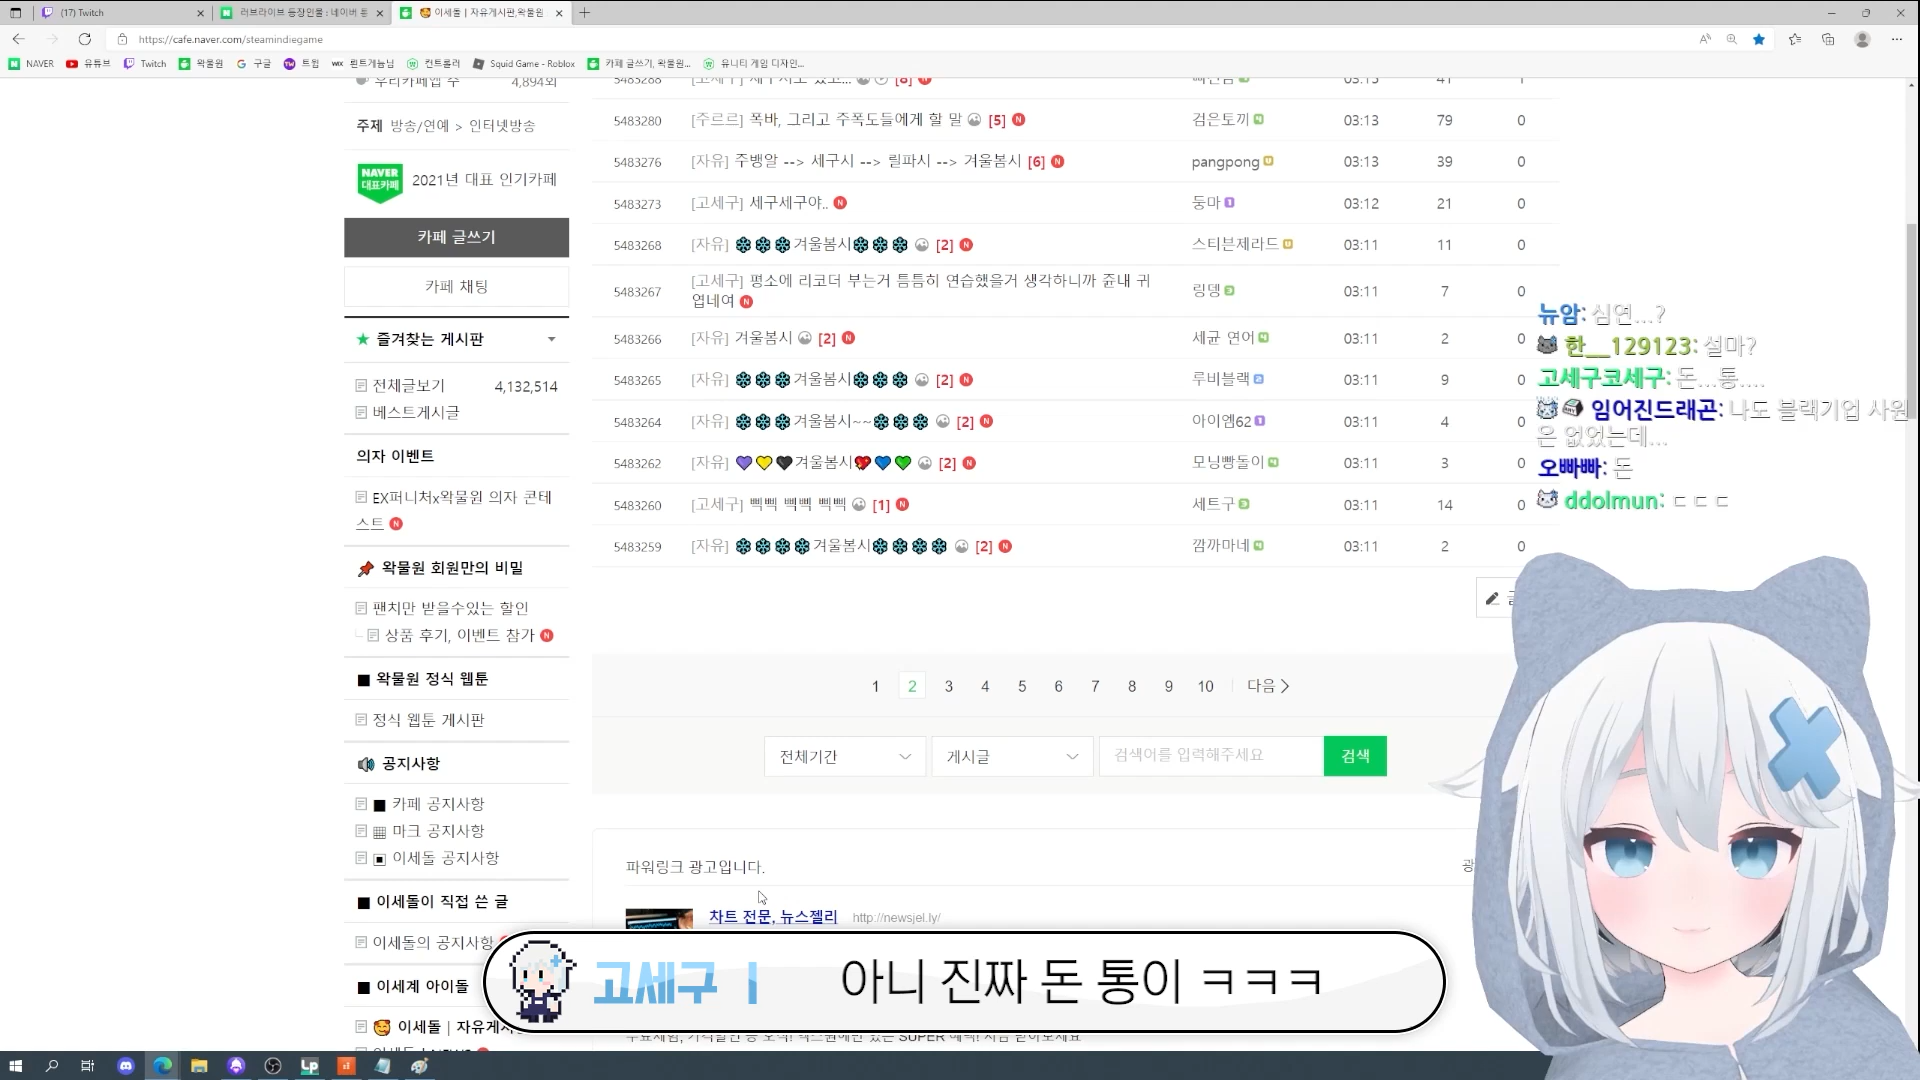 (17) Twitch
러브라이브 등장인물 : 네이버 통
이세돌 | 자유게시판,왁물원
https://cafe.naver.com/steamindiegame
NAVER
유튜브
Twitch
왁물원
구글
트윕
뢴트게늄님
컨트롤러
Squid Game - Roblox
카페 글쓰기, 왁물원...
유니티 게임 디자인...
우리카페앱 수 4,894회
주제 방송/연예 > 인터넷방송
NAVER
대표카페
2021년 대표 인기카페
카페 글쓰기
카페 채팅
★ 즐겨찾는 게시판
전체글보기 4,132,514
베스트게시글
의자 이벤트
EX퍼니처x왁물원 의자 콘테
스트 N
왁물원 회원만의 비밀
팬치만 받을수있는 할인
상품 후기, 이벤트 참가 N
■ 왁물원 정식 웹툰
정식 웹툰 게시판
공지사항
■ 카페 공지사항
▦ 마크 공지사항
▣ 이세돌 공지사항
■ 이세돌이 직접 쓴 글
이세돌의 공지사항
■ 이세계 아이돌
이세돌 | 자유게시
5483288 03:13 41 1
5483280 [주르르] 폭바, 그리고 주폭도들에게 할 말 [5] N 검은토끼 03:13 79 0
5483276 [자유] 주뱅알 --> 세구시 --> 릴파시 --> 겨울봄시 [6] N pangpong 03:13 39 0
5483273 [고세구] 세구세구야.. N 둥마 03:12 21 0
5483268 [자유] 겨울봄시 [2] N 스티븐제라드 03:11 11 0
5483267 [고세구] 평소에 리코더 부는거 틈틈히 연습했을거 생각하니까 쥰내 귀
엽네여 N 링뎅 03:11 7 0
5483266 [자유] 겨울봄시 [2] N 세균 연어 03:11 2 0
5483265 [자유] 겨울봄시 [2] N 루비블랙 03:11 9 0
5483264 [자유] 겨울봄시~~ [2] N 아이엠62 03:11 4 0
5483262 [자유] 💜💛🖤겨울봄시💙💚 [2] N 모닝빵돌이 03:11 3 0
5483260 [고세구] 삑삑 삑삑 삑삑 [1] N 세트구 03:11 14 0
5483259 [자유] 겨울봄시 [2] N 깜까마네 03:11 2 0
1 2 3 4 5 6 7 8 9 10 다음 >
전체기간
게시글
검색어를 입력해주세요
검색
파워링크 광고입니다.
차트 전문, 뉴스젤리 http://newsjel.ly/
뉴암: 심연...?
한__129123: 설마?
고세구코세구: 돈...통....
임어진드래곤: 나도 블랙기업 사원
은 없었는데...
오빠빠: 돈
ddolmun: ㄷㄷㄷ
고세구 | 아니 진짜 돈 통이 ㅋㅋㅋ